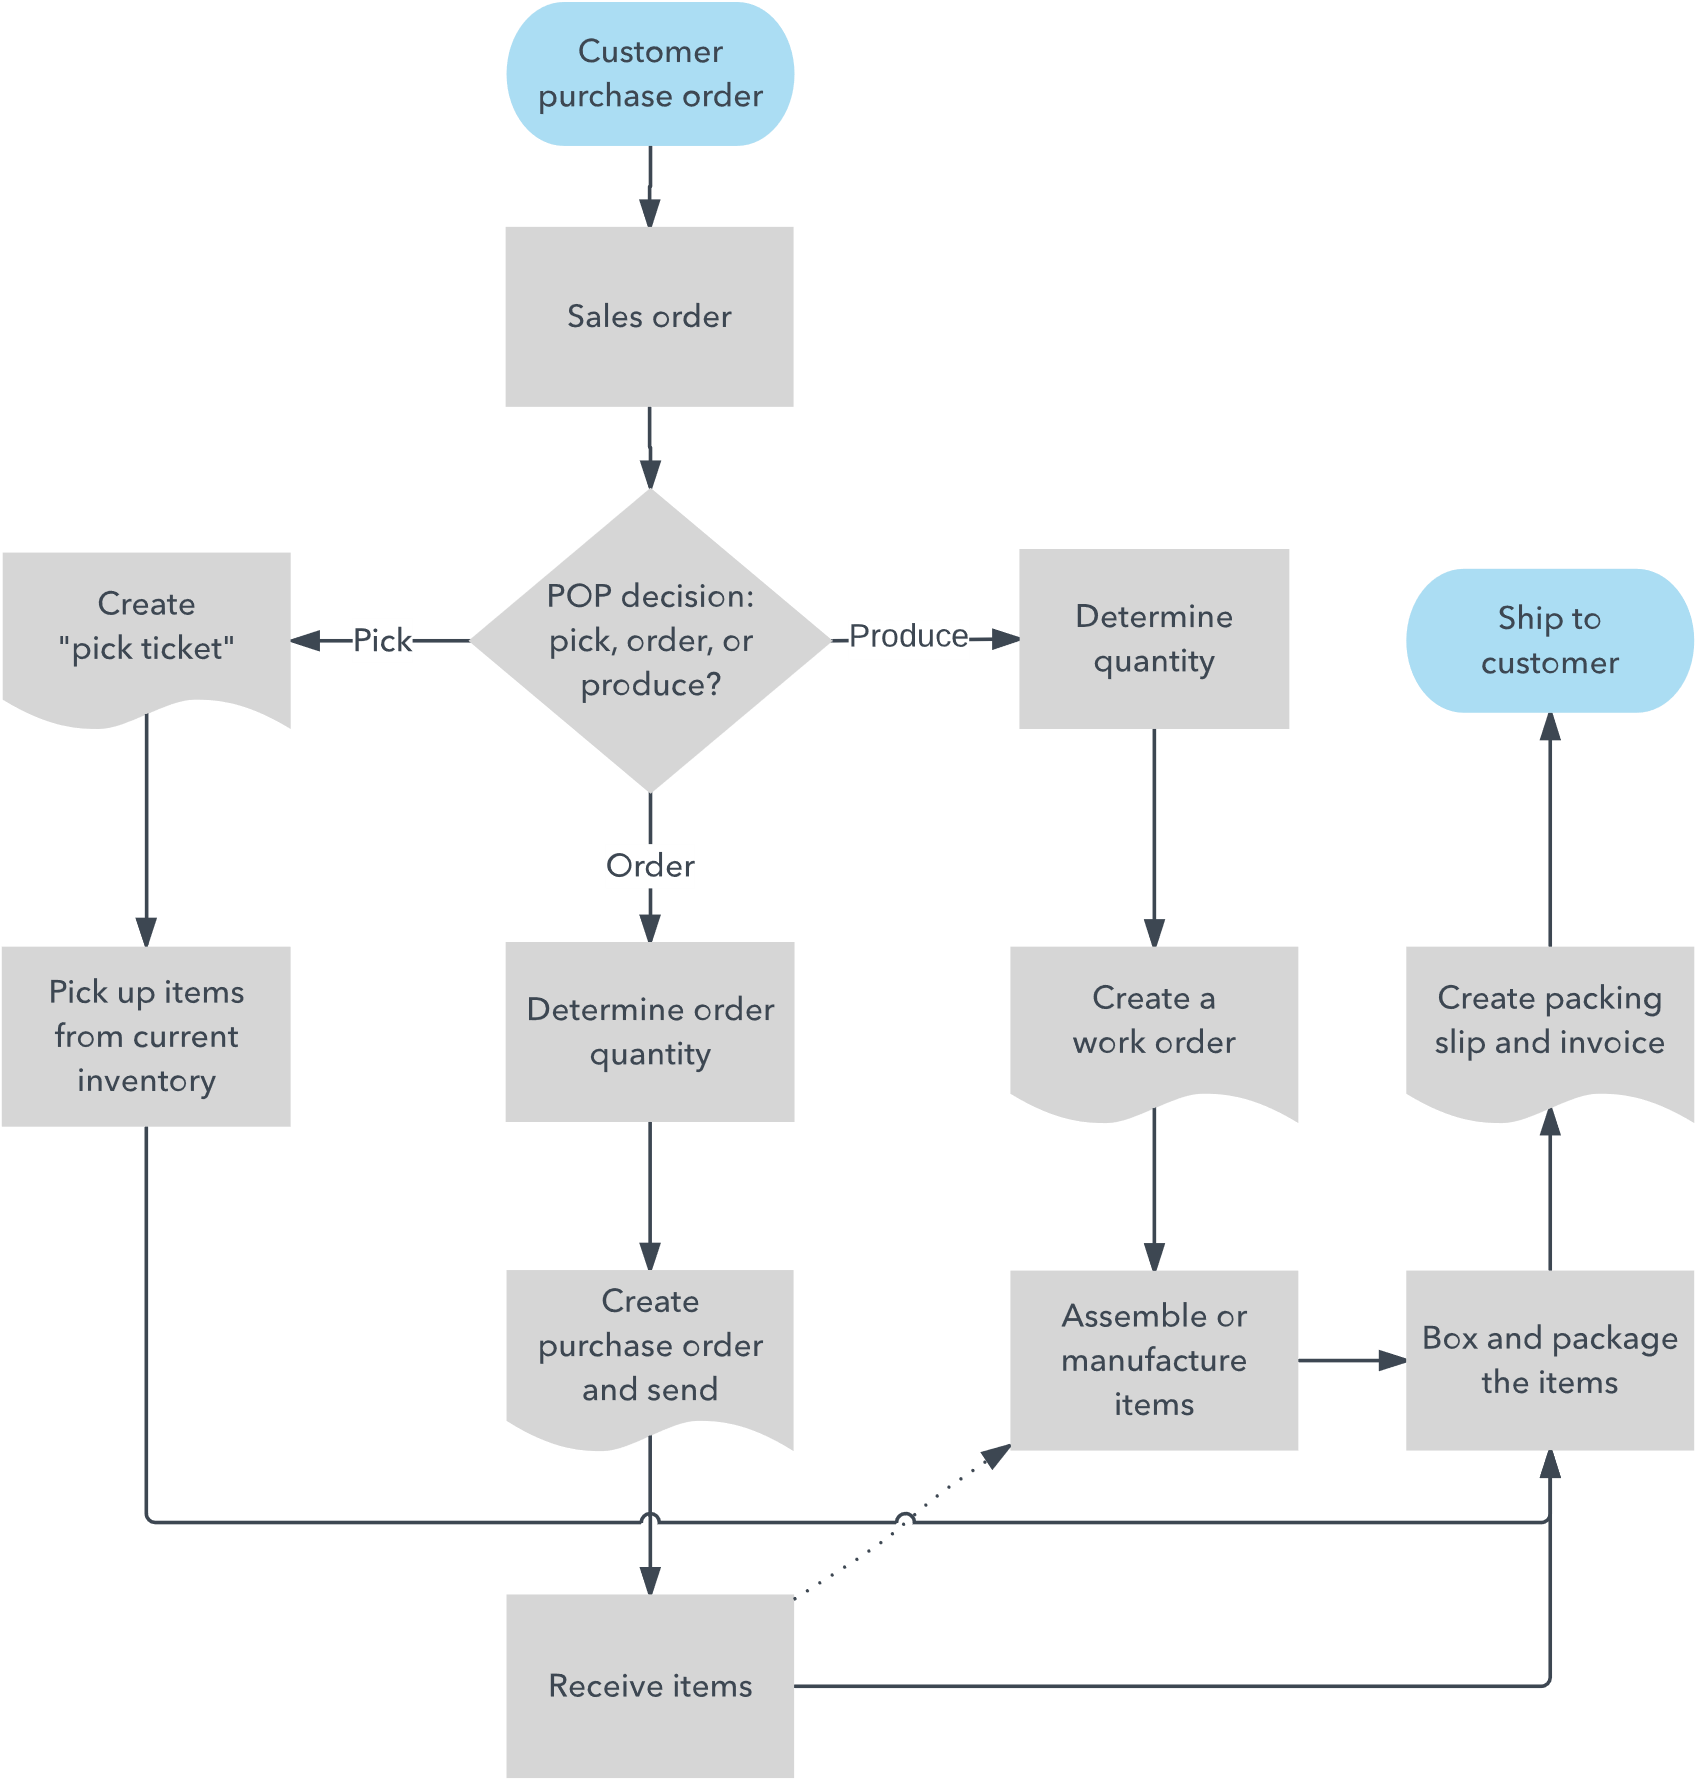 Customer
purchase order
Sales order
POP decision:
pick, order, or
produce?
Pick
Create
"pick ticket"
Pick up items
from current
inventory
Order
Determine order
quantity
Create
purchase order
and send
Receive items
Produce
Determine
quantity
Create a
work order
Assemble or
manufacture
items
Box and package
the items
Create packing
slip and invoice
Ship to
customer